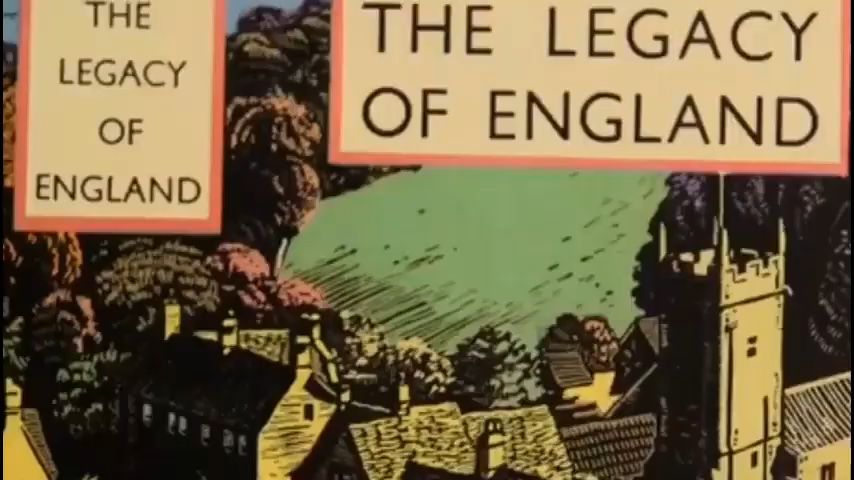 THE
LEGACY
OF
ENGLAND
THE LEGACY
OF ENGLAND